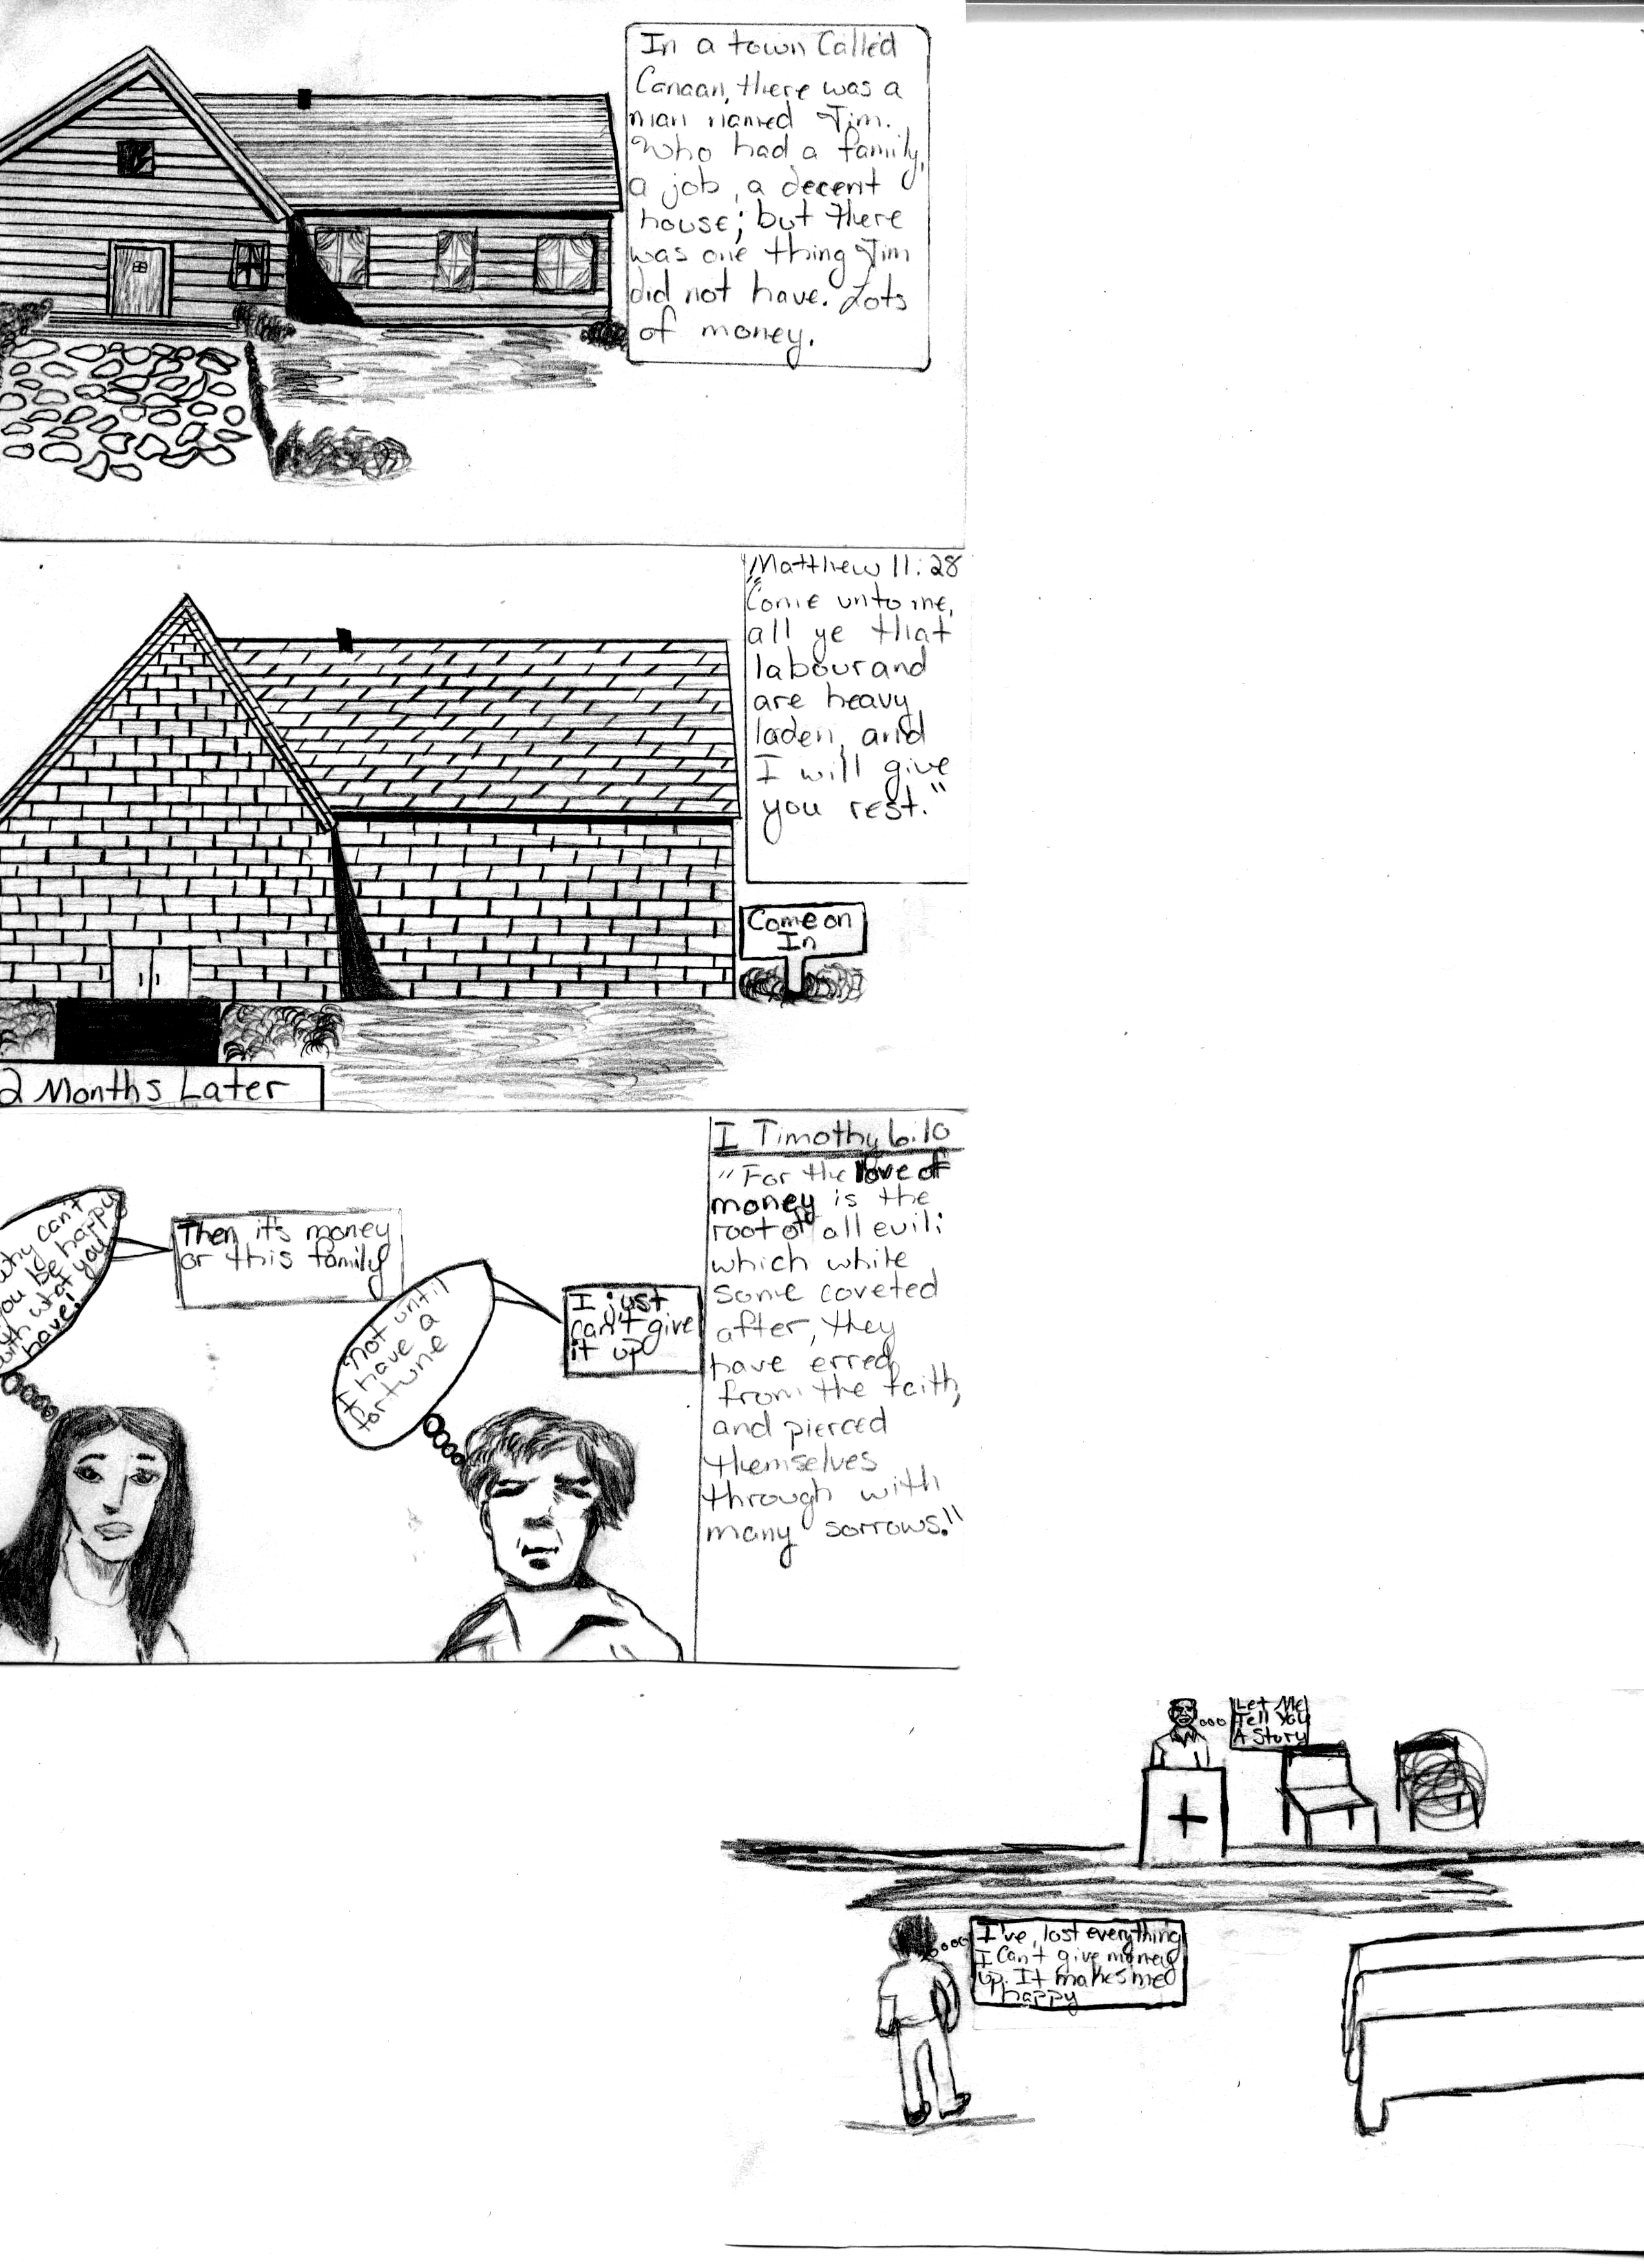 In a town Called
Canaan, there was a
man named Tim.
Who had a family,
a job, a decent
house; but there
was one thing Tim
did not have. Lots
of money.
Matthew 11:28
"Come unto me,
all ye that
labour and
are heavy
laden, and
I will give
you rest."
Come on
In
2 Months Later
Why can't
you be happy
with what you
have!
Then it's money
or this family
Not until
I have a
fortune
I just
can't give
it up
I Timothy 6:10
"For the love of
money is the
root of all evil:
which while
some coveted
after, they
have erred
from the faith,
and pierced
themselves
through with
many sorrows."
Let Me
Tell You
A Story
I've lost everything
I Can't give money
up. It makes me
happy